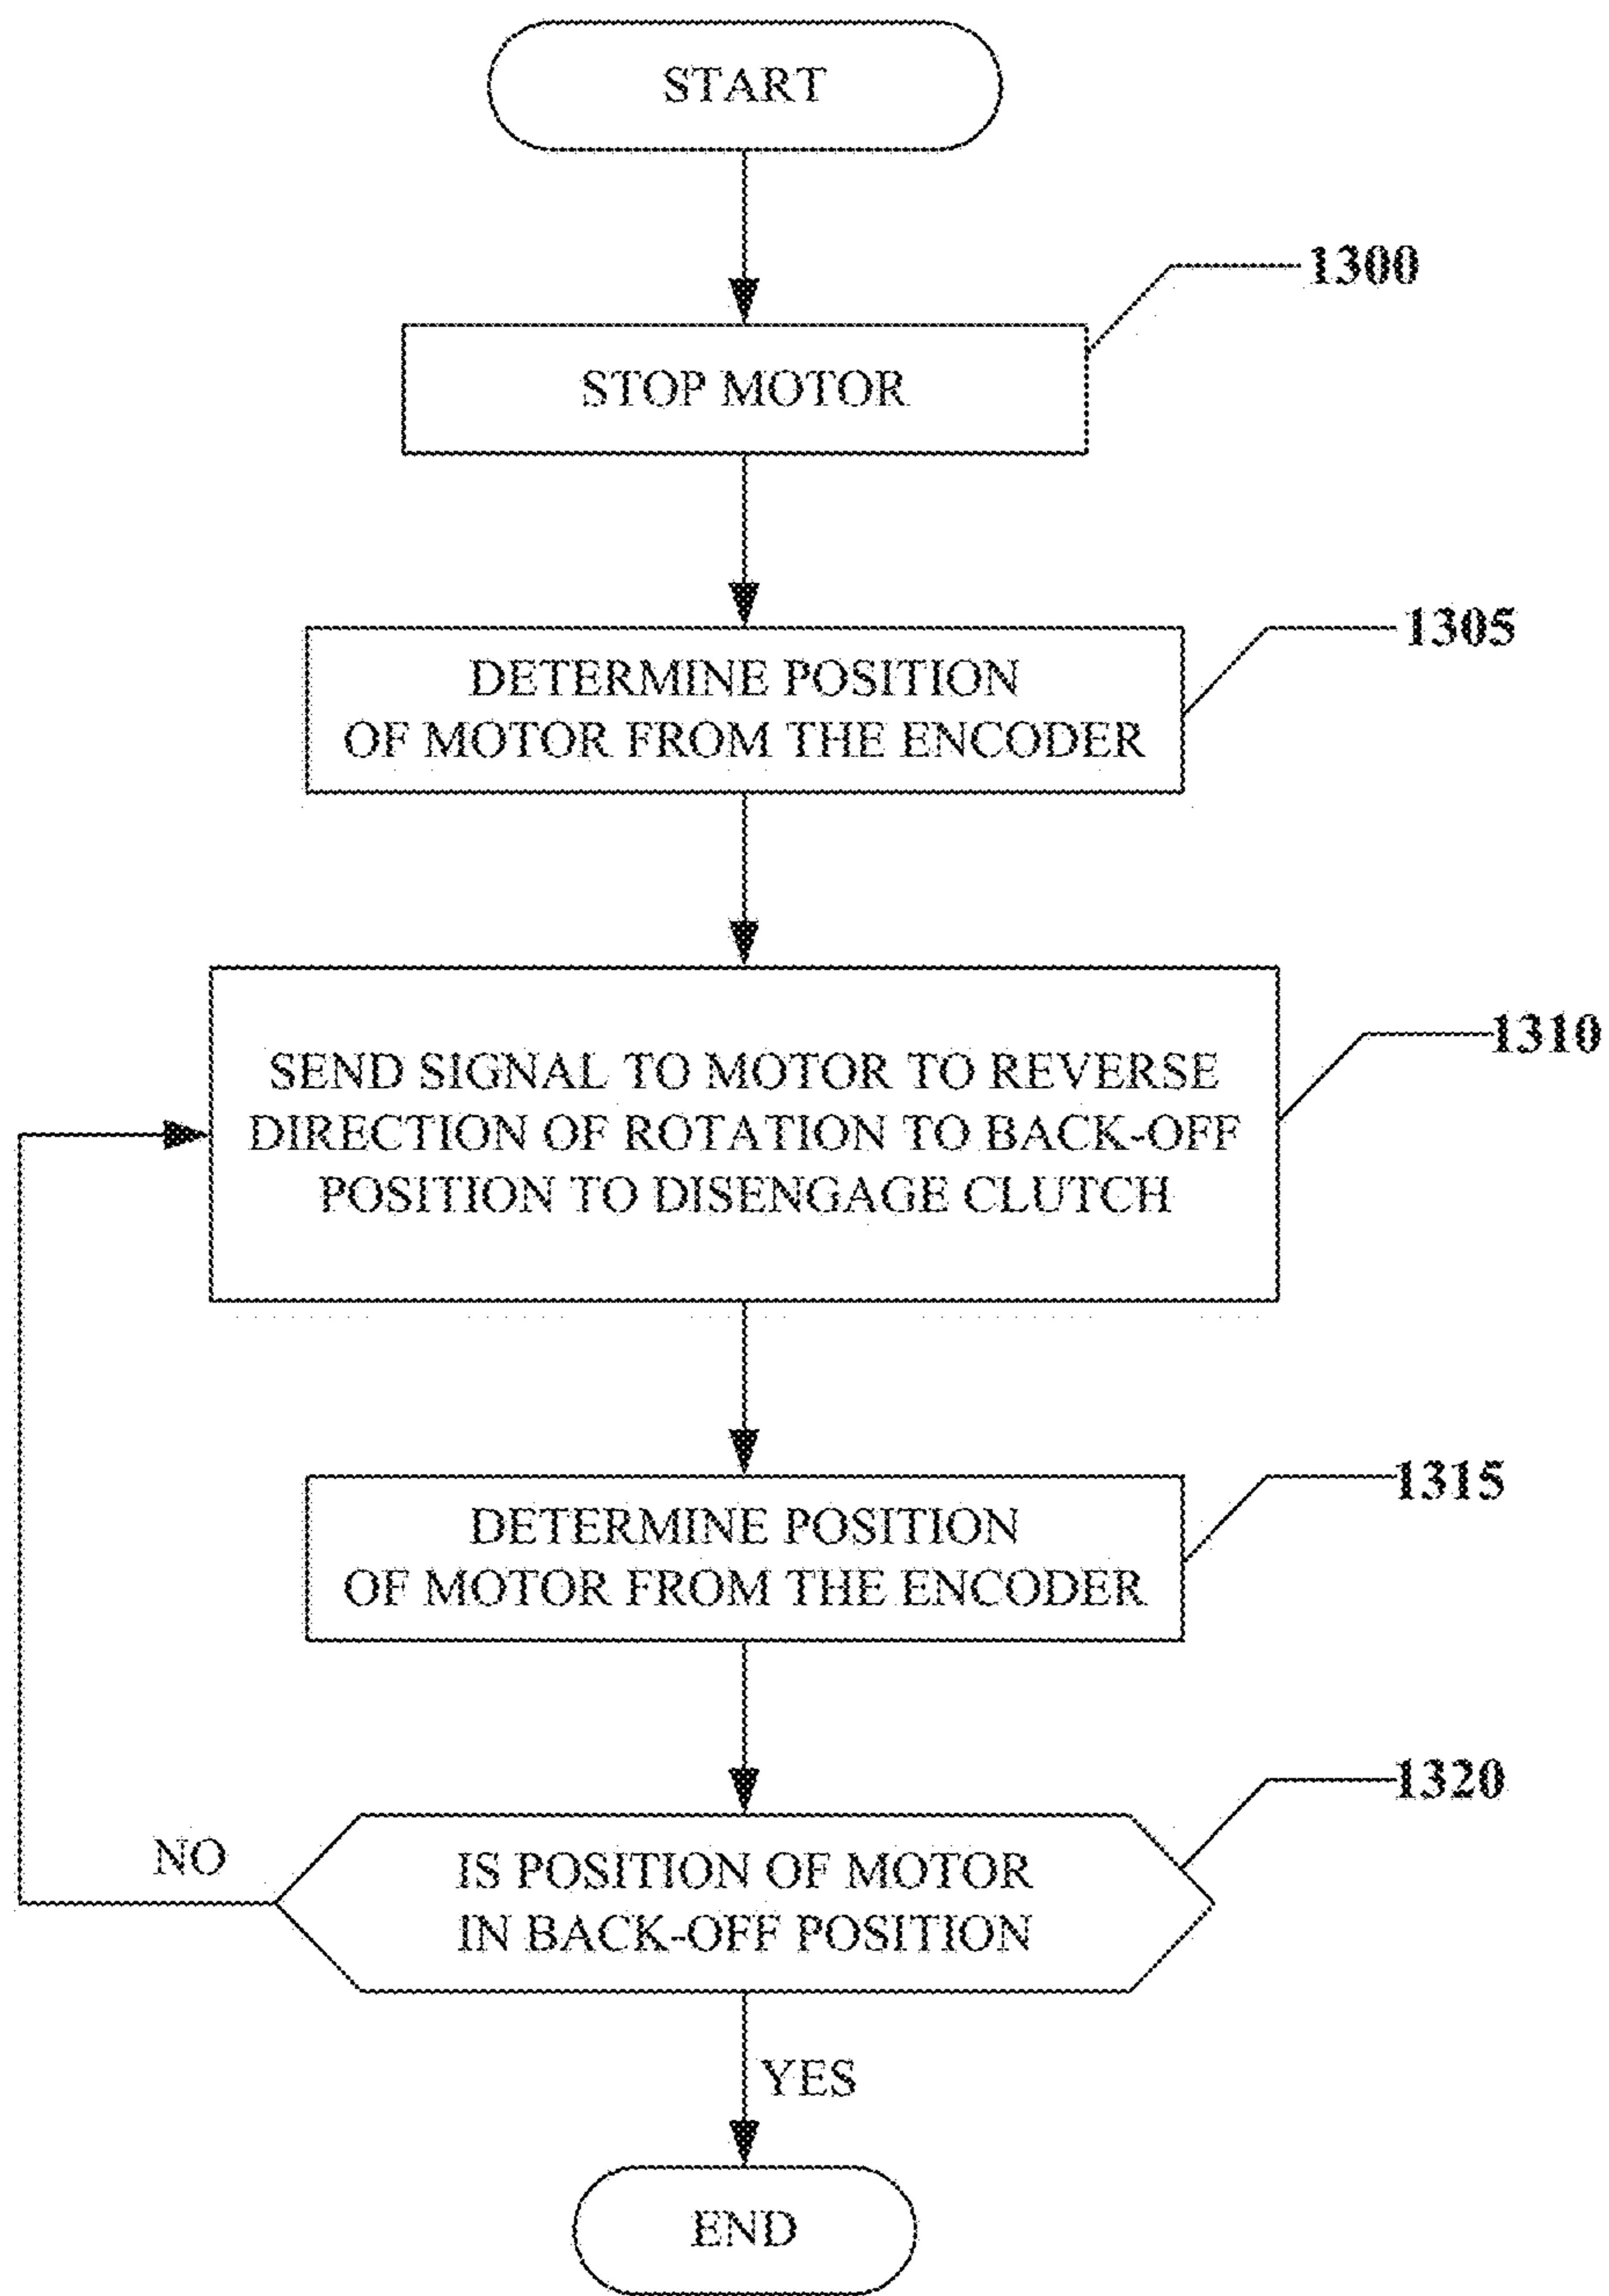 START
1300
STOP MOTOR
1305
DETERMINE POSITION
OF MOTOR FROM THE ENCODER
1310
SEND SIGNAL TO MOTOR TO REVERSE
DIRECTION OF ROTATION TO BACK-OFF
POSITION TO DISENGAGE CLUTCH
1315
DETERMINE POSITION
OF MOTOR FROM THE ENCODER
1320
NO
IS POSITION OF MOTOR
IN BACK-OFF POSITION
YES
END